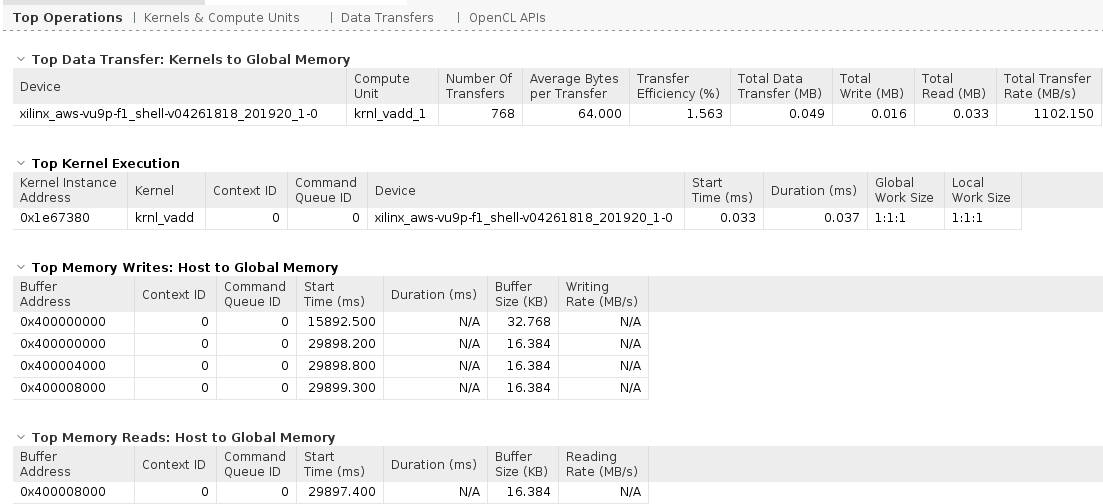 Top Operations | Kernels & Compute Units | Data Transfers | OpenCL APIs
Top Data Transfer: Kernels to Global Memory
Device Compute Unit Number Of Transfers Average Bytes per Transfer Transfer Efficiency (%) Total Data Transfer (MB) Total Write (MB) Total Read (MB) Total Transfer Rate (MB/s)
xilinx_aws-vu9p-f1_shell-v04261818_201920_1-0 krnl_vadd_1 768 64.000 1.563 0.049 0.016 0.033 1102.150
Top Kernel Execution
Kernel Instance Address Kernel Context ID Command Queue ID Device Start Time (ms) Duration (ms) Global Work Size Local Work Size
0x1e67380 krnl_vadd 0 0 xilinx_aws-vu9p-f1_shell-v04261818_201920_1-0 0.033 0.037 1:1:1 1:1:1
Top Memory Writes: Host to Global Memory
Buffer Address Context ID Command Queue ID Start Time (ms) Duration (ms) Buffer Size (KB) Writing Rate (MB/s)
0x400000000 0 0 15892.500 N/A 32.768 N/A
0x400000000 0 0 29898.200 N/A 16.384 N/A
0x400004000 0 0 29898.800 N/A 16.384 N/A
0x400008000 0 0 29899.300 N/A 16.384 N/A
Top Memory Reads: Host to Global Memory
Buffer Address Context ID Command Queue ID Start Time (ms) Duration (ms) Buffer Size (KB) Reading Rate (MB/s)
0x400008000 0 0 29897.400 N/A 16.384 N/A